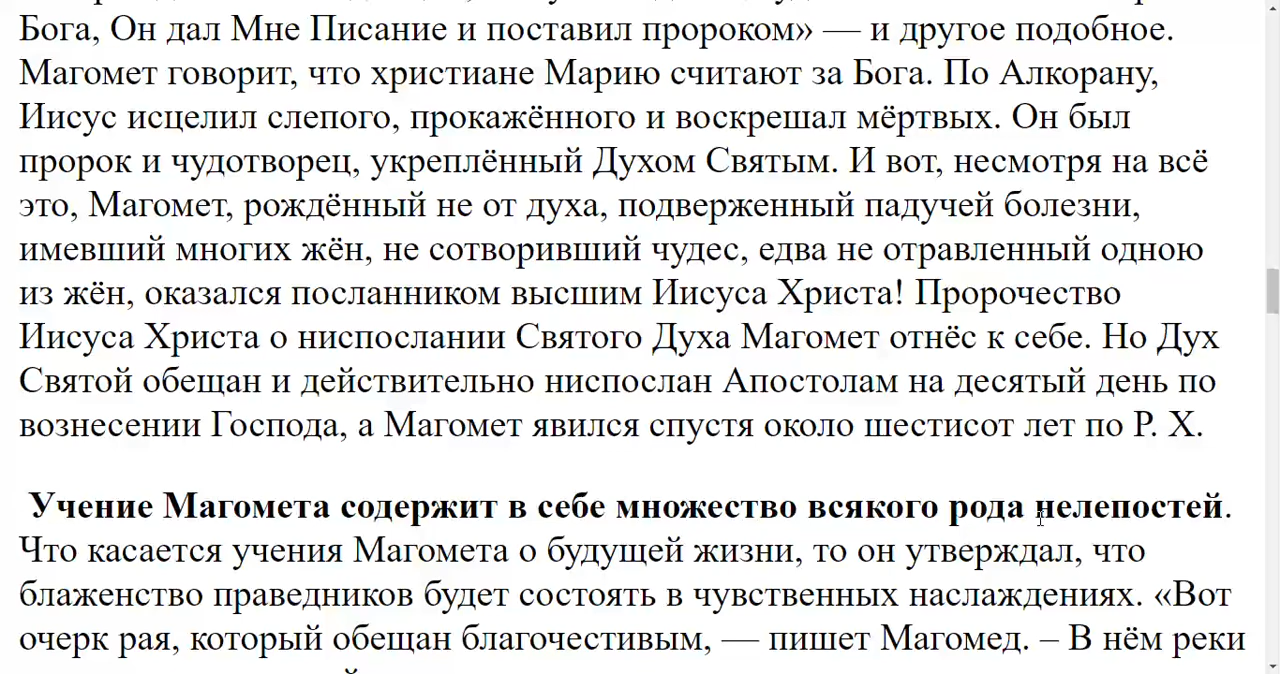 Бога, Он дал Мне Писание и поставил пророком» — и другое подобное.
Магомет говорит, что христиане Марию считают за Бога. По Алкорану,
Иисус исцелил слепого, прокажённого и воскрешал мёртвых. Он был
пророк и чудотворец, укреплённый Духом Святым. И вот, несмотря на всё
это, Магомет, рождённый не от духа, подверженный падучей болезни,
имевший многих жён, не сотворивший чудес, едва не отравленный одною
из жён, оказался посланником высшим Иисуса Христа! Пророчество
Иисуса Христа о ниспослании Святого Духа Магомет отнёс к себе. Но Дух
Святой обещан и действительно ниспослан Апостолам на десятый день по
вознесении Господа, а Магомет явился спустя около шестисот лет по Р. Х.
Учение Магомета содержит в себе множество всякого рода нелепостей.
Что касается учения Магомета о будущей жизни, то он утверждал, что
блаженство праведников будет состоять в чувственных наслаждениях. «Вот
очерк рая, который обещан благочестивым, — пишет Магомед. – В нём реки